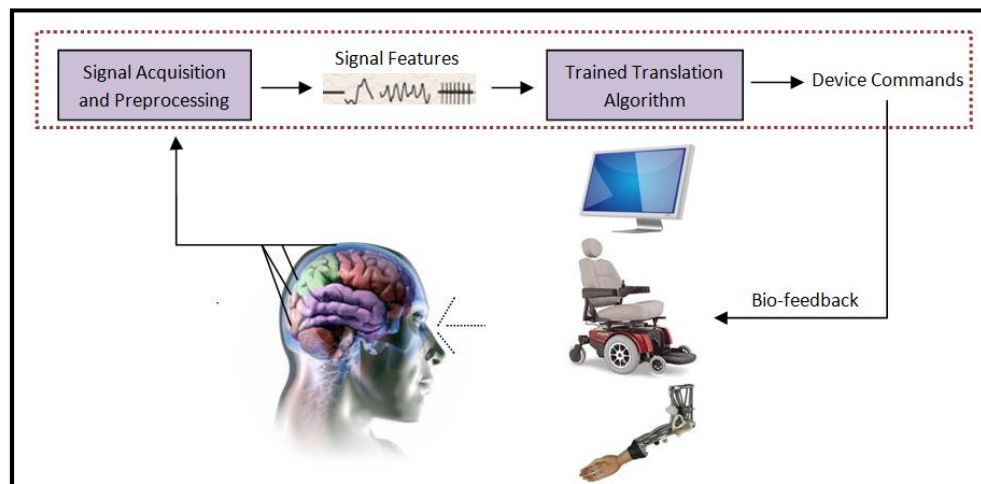 Signal Acquisition
and Preprocessing
Signal Features
Trained Translation
Algorithm
Device Commands
Bio-feedback